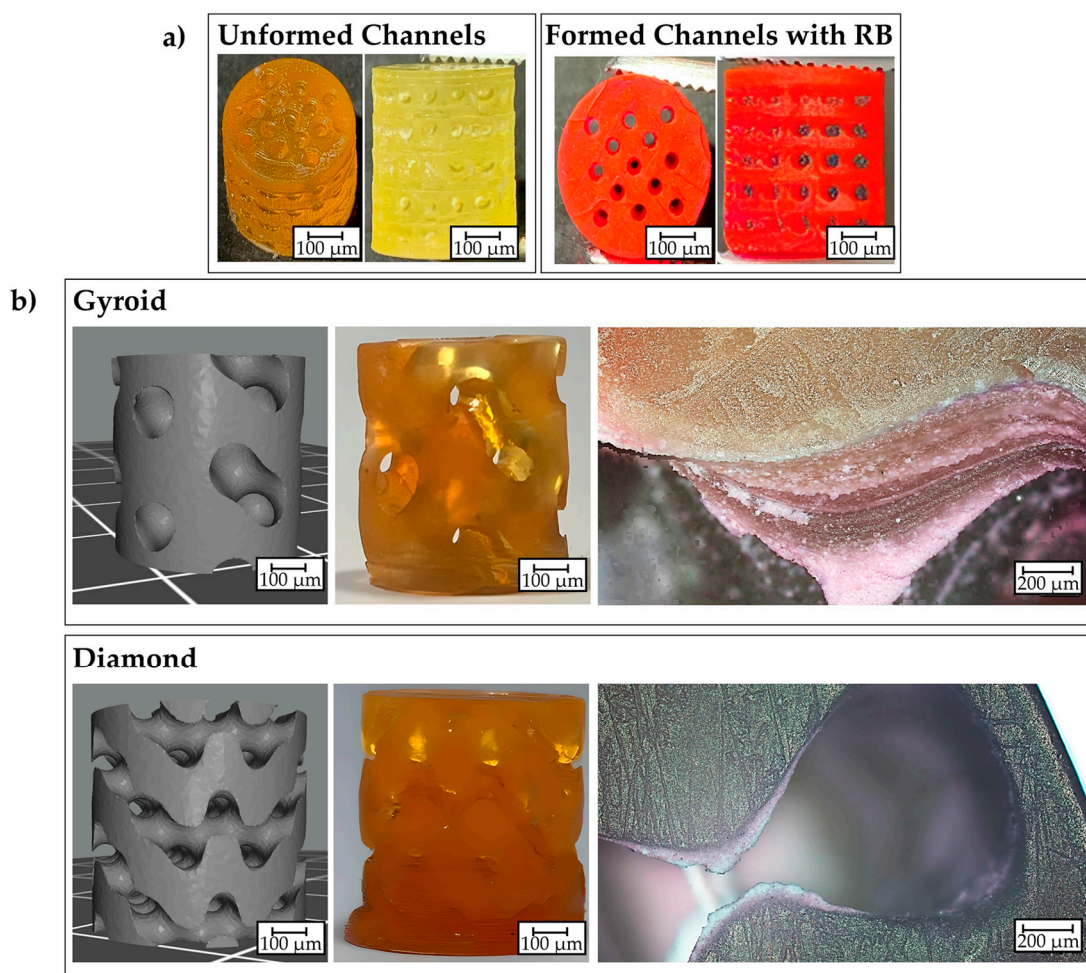 a)
Unformed Channels
Formed Channels with RB
100 µm
100 µm
100 µm
100 µm
b)
Gyroid
100 µm
100 µm
200 µm
Diamond
100 µm
100 µm
200 µm